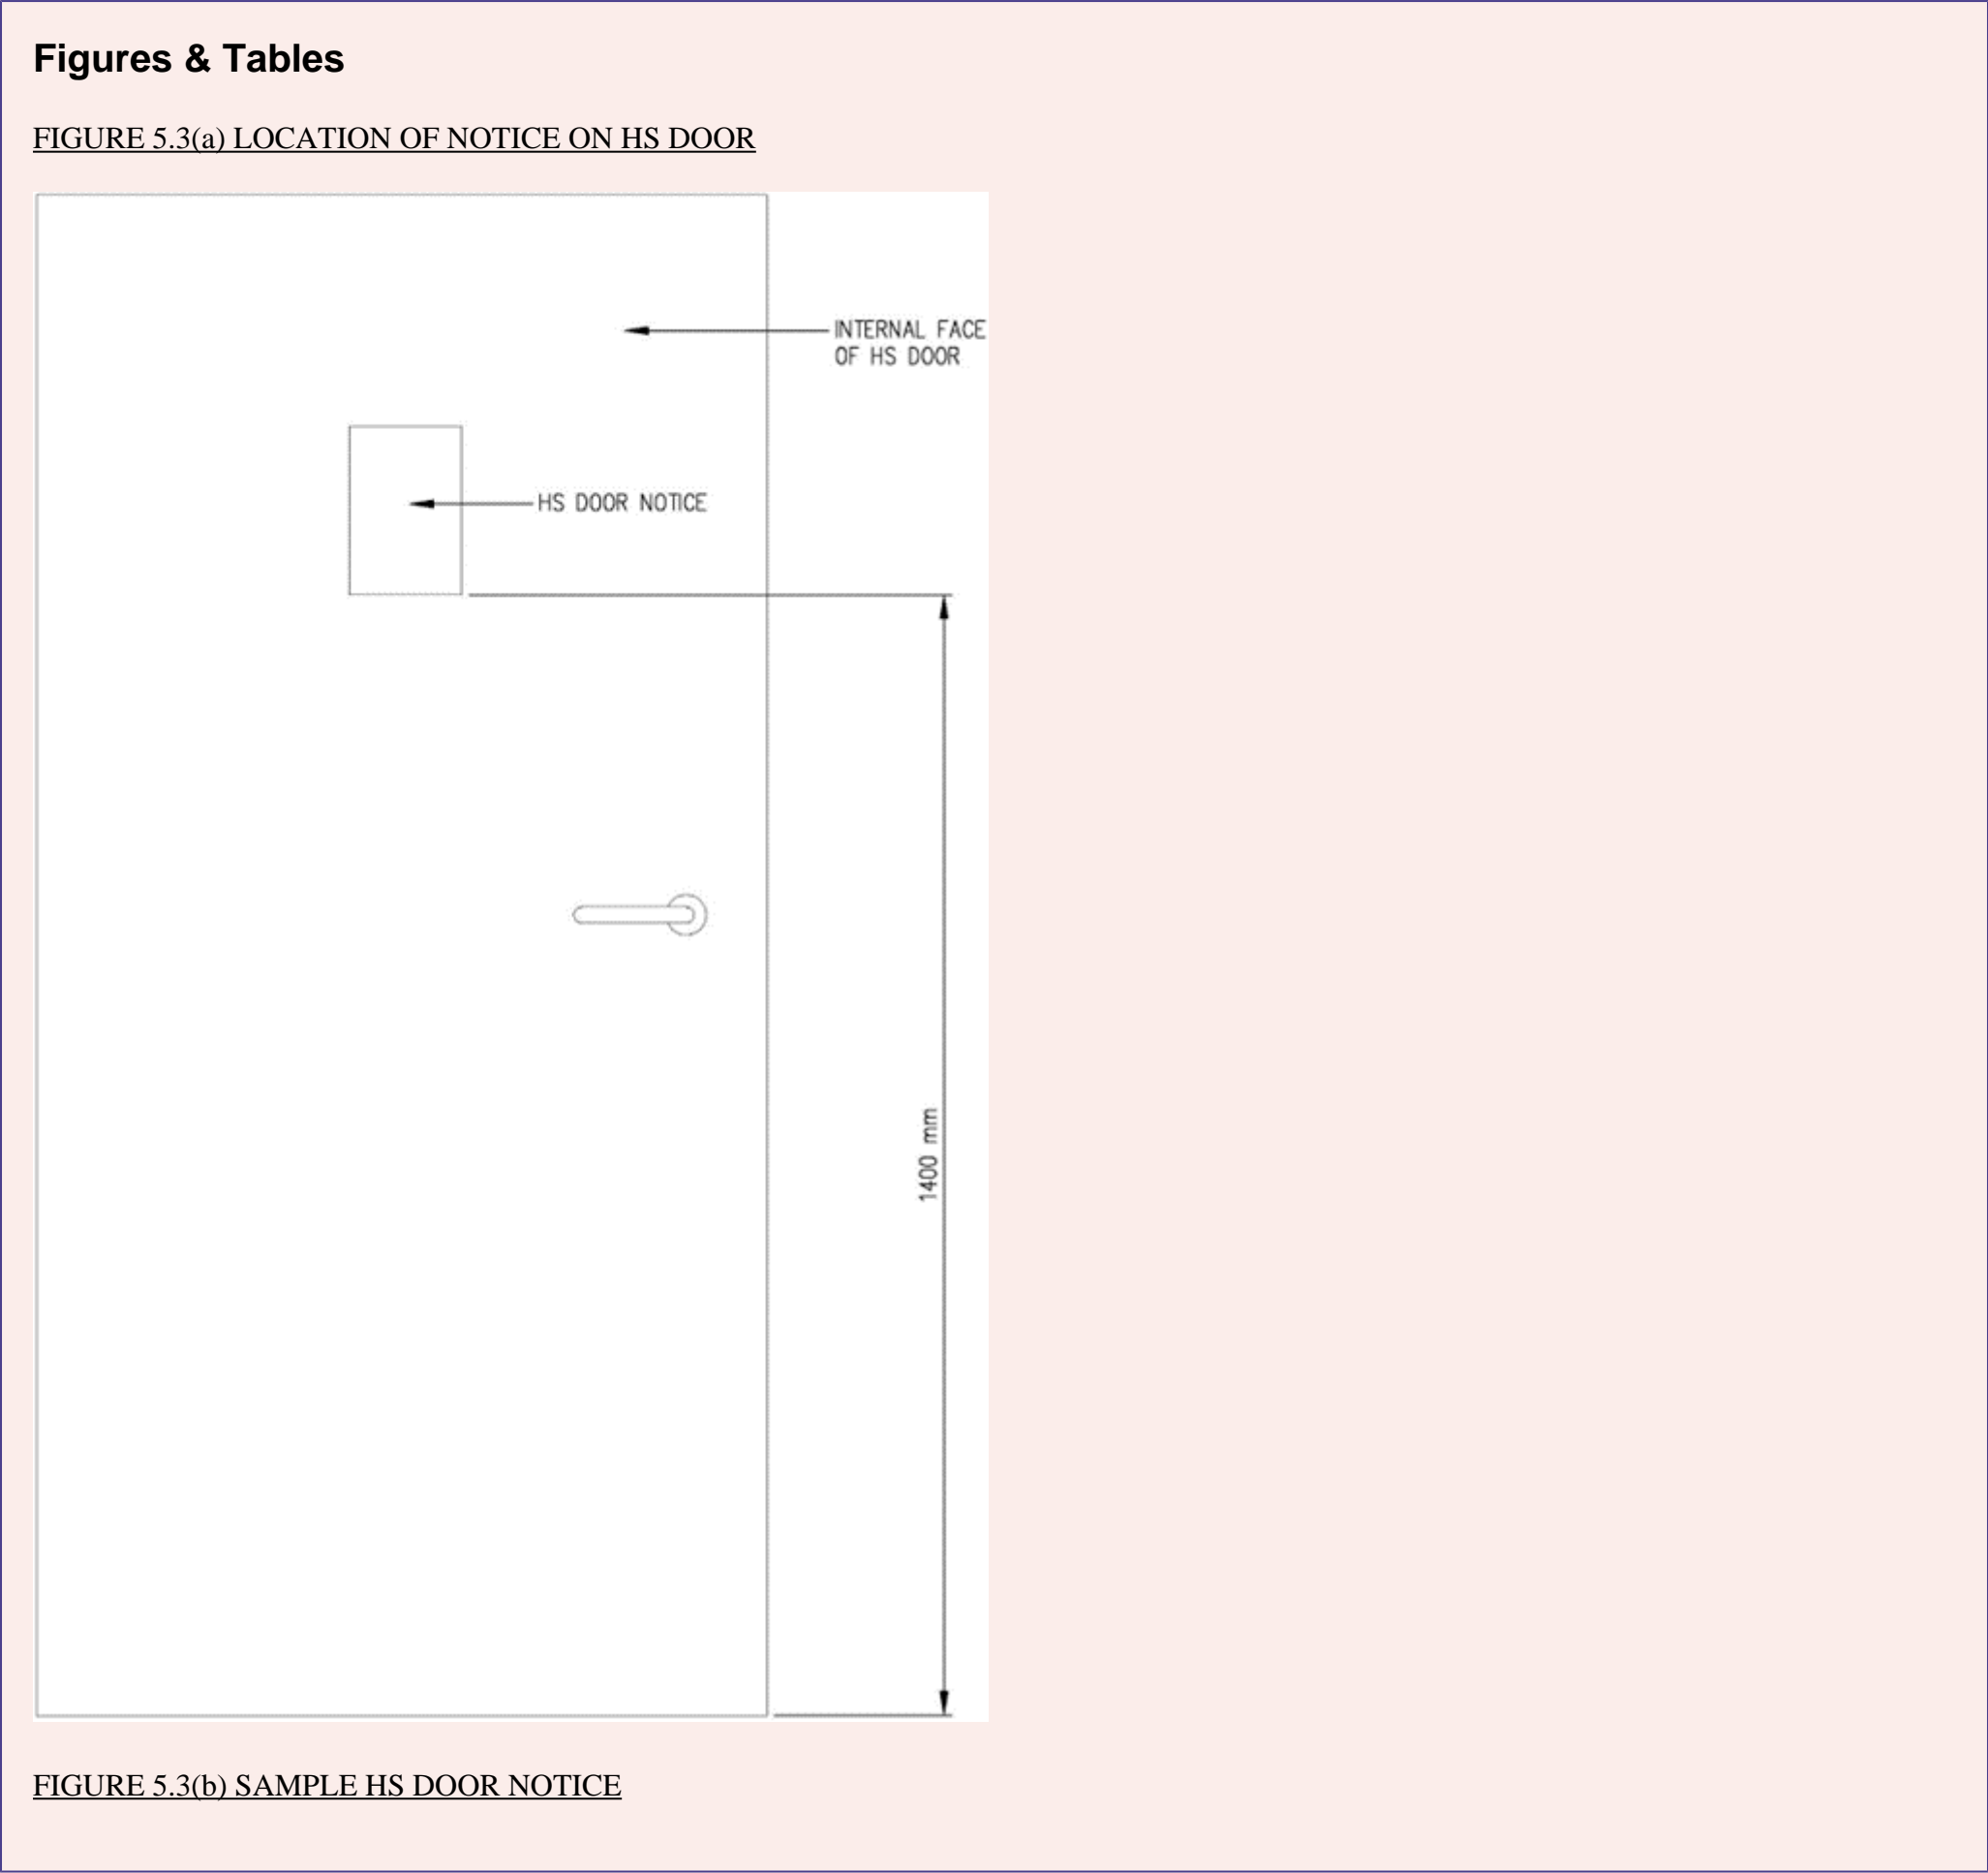 Figures & Tables
FIGURE 5.3(a) LOCATION OF NOTICE ON HS DOOR
INTERNAL FACE
OF HS DOOR
HS DOOR NOTICE
1400 mm
FIGURE 5.3(b) SAMPLE HS DOOR NOTICE